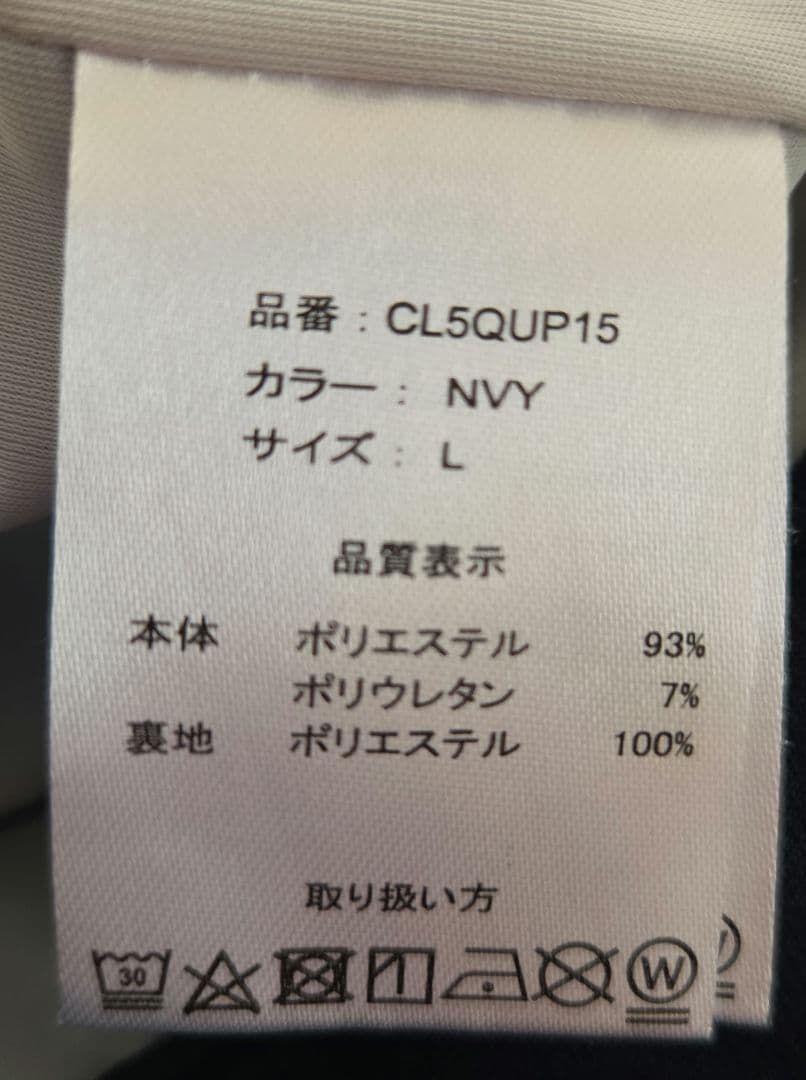 品番：CL5QUP15
カラー： NVY
サイズ： L
品質表示
本体 ポリエステル 93%
ポリウレタン 7%
裏地 ポリエステル 100%
取り扱い方
30 W